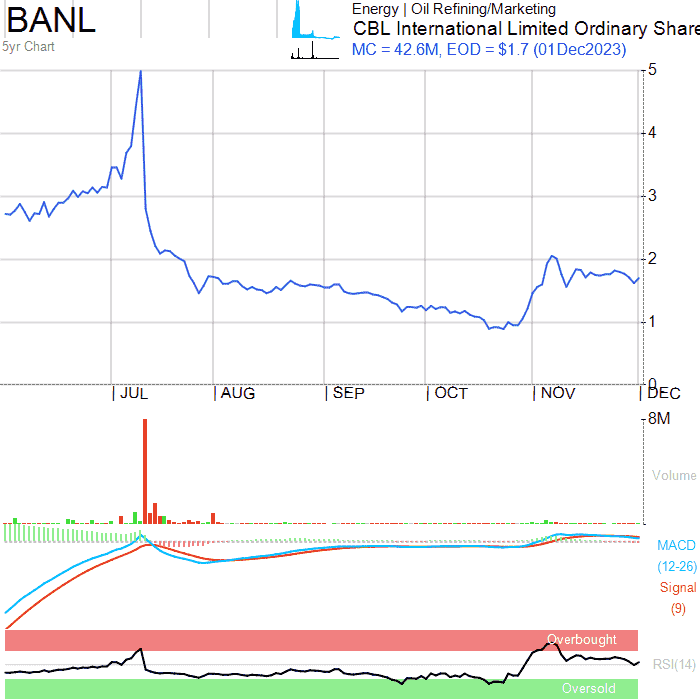 BANL
5yr Chart
Energy | Oil Refining/Marketing
CBL International Limited Ordinary Share
MC = 42.6M, EOD = $1.7 (01Dec2023)
5
4
3
2
1
0
JUL AUG SEP OCT NOV DEC
8M
Volume
MACD
(12-26)
Signal
(9)
Overbought
RSI(14)
Oversold